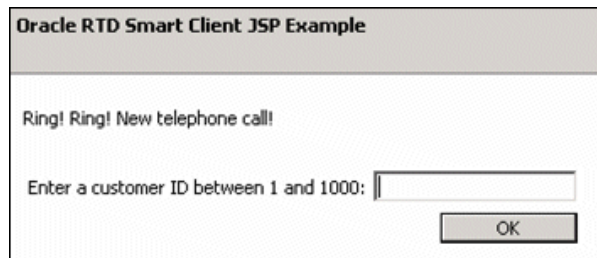 Oracle RTD Smart Client JSP Example
Ring! Ring! New telephone call!
Enter a customer ID between 1 and 1000:
OK